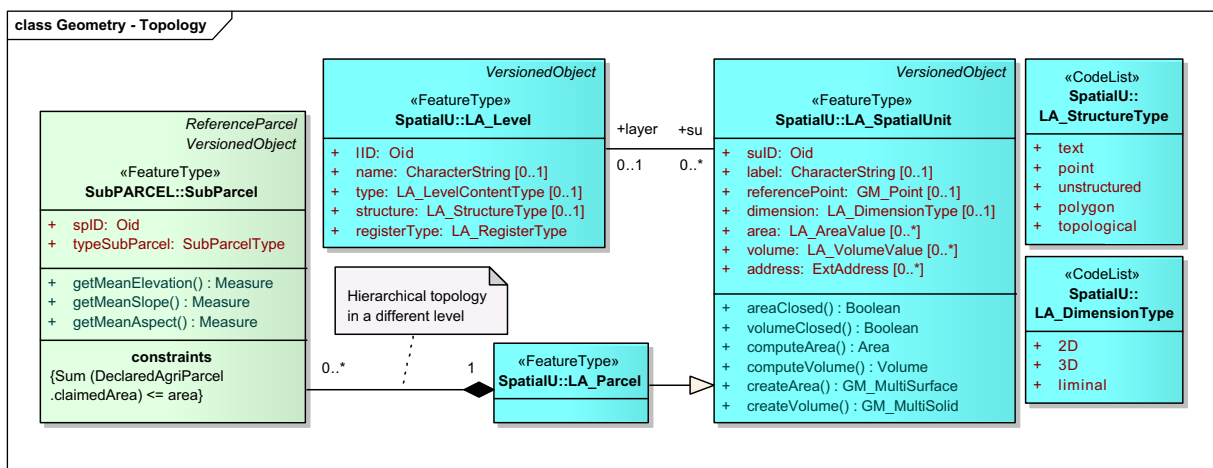 class Geometry - Topology
ReferenceParcel
VersionedObject
«FeatureType»
SubPARCEL::SubParcel
+ spID: Oid
+ typeSubParcel: SubParcelType
+ getMeanElevation() : Measure
+ getMeanSlope() : Measure
+ getMeanAspect() : Measure
constraints
{Sum (DeclaredAgriParcel
.claimedArea) <= area}
VersionedObject
«FeatureType»
SpatialU::LA_Level
+ lID: Oid
+ name: CharacterString [0..1]
+ type: LA_LevelContentType [0..1]
+ structure: LA_StructureType [0..1]
+ registerType: LA_RegisterType
Hierarchical topology
in a different level
0..*
1
«FeatureType»
SpatialU::LA_Parcel
+layer
+su
0..1
0..*
VersionedObject
«FeatureType»
SpatialU::LA_SpatialUnit
+ suID: Oid
+ label: CharacterString [0..1]
+ referencePoint: GM_Point [0..1]
+ dimension: LA_DimensionType [0..1]
+ area: LA_AreaValue [0..*]
+ volume: LA_VolumeValue [0..*]
+ address: ExtAddress [0..*]
+ areaClosed() : Boolean
+ volumeClosed() : Boolean
+ computeArea() : Area
+ computeVolume() : Volume
+ createArea() : GM_MultiSurface
+ createVolume() : GM_MultiSolid
«CodeList»
SpatialU::
LA_StructureType
+ text
+ point
+ unstructured
+ polygon
+ topological
«CodeList»
SpatialU::
LA_DimensionType
+ 2D
+ 3D
+ liminal